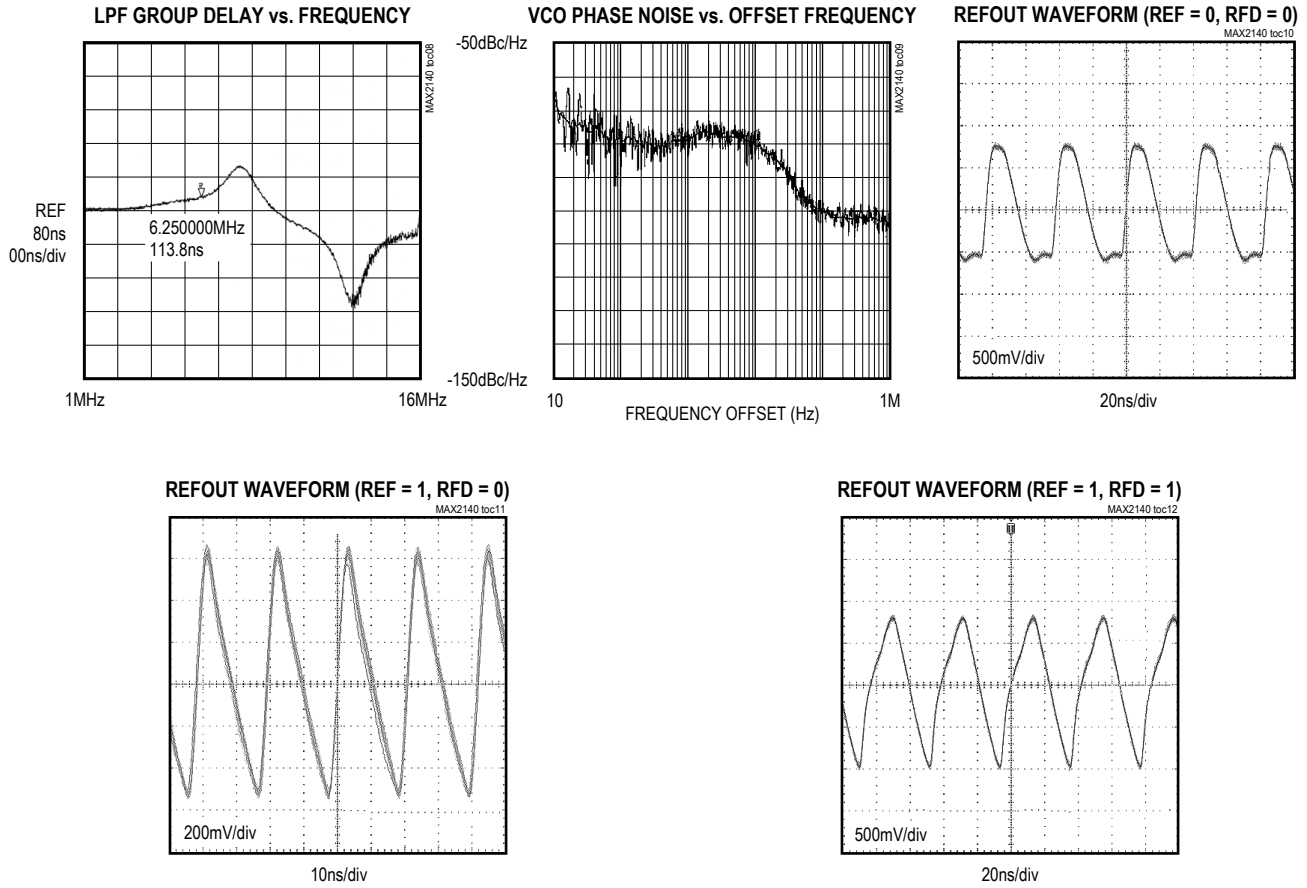 LPF GROUP DELAY vs. FREQUENCY
MAX2140 toc08
REF
80ns
00ns/div
6.250000MHz
113.8ns
1MHz
16MHz
VCO PHASE NOISE vs. OFFSET FREQUENCY
MAX2140 toc09
-50dBc/Hz
-150dBc/Hz
10
1M
FREQUENCY OFFSET (Hz)
REFOUT WAVEFORM (REF = 0, RFD = 0)
MAX2140 toc10
500mV/div
20ns/div
REFOUT WAVEFORM (REF = 1, RFD = 0)
MAX2140 toc11
200mV/div
10ns/div
REFOUT WAVEFORM (REF = 1, RFD = 1)
MAX2140 toc12
T
500mV/div
20ns/div